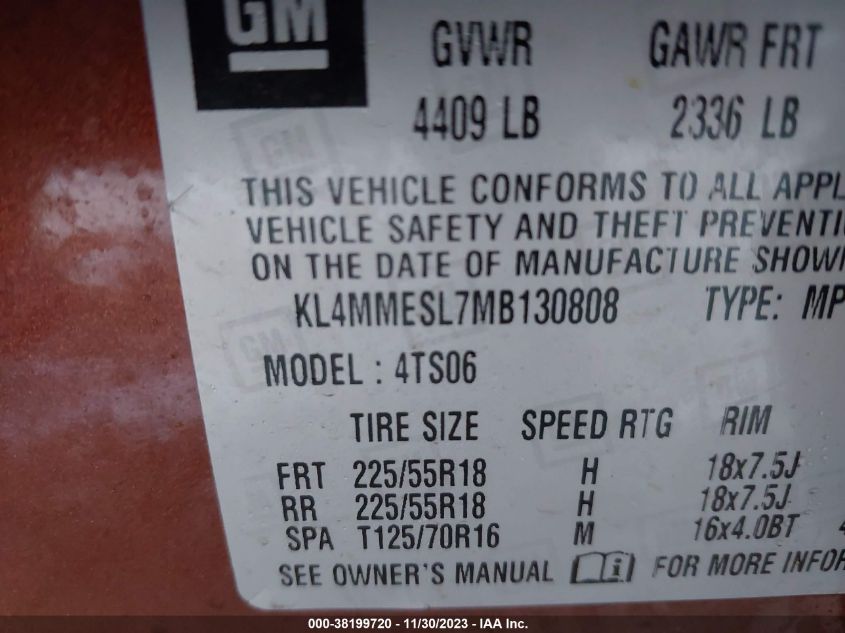 GM
GVWR GAWR FRT
4409 LB 2336 LB
THIS VEHICLE CONFORMS TO ALL APPL
VEHICLE SAFETY AND THEFT PREVENTI
ON THE DATE OF MANUFACTURE SHOW
KL4MMESL7MB130808 TYPE: MP
MODEL : 4TS06
TIRE SIZE SPEED RTG RIM
FRT 225/55R18 H 18x7.5J
RR 225/55R18 H 18x7.5J
SPA T125/70R16 M 16x4.0BT 4
SEE OWNER'S MANUAL i FOR MORE INFOR
000-38199720 - 11/30/2023 - IAA Inc.